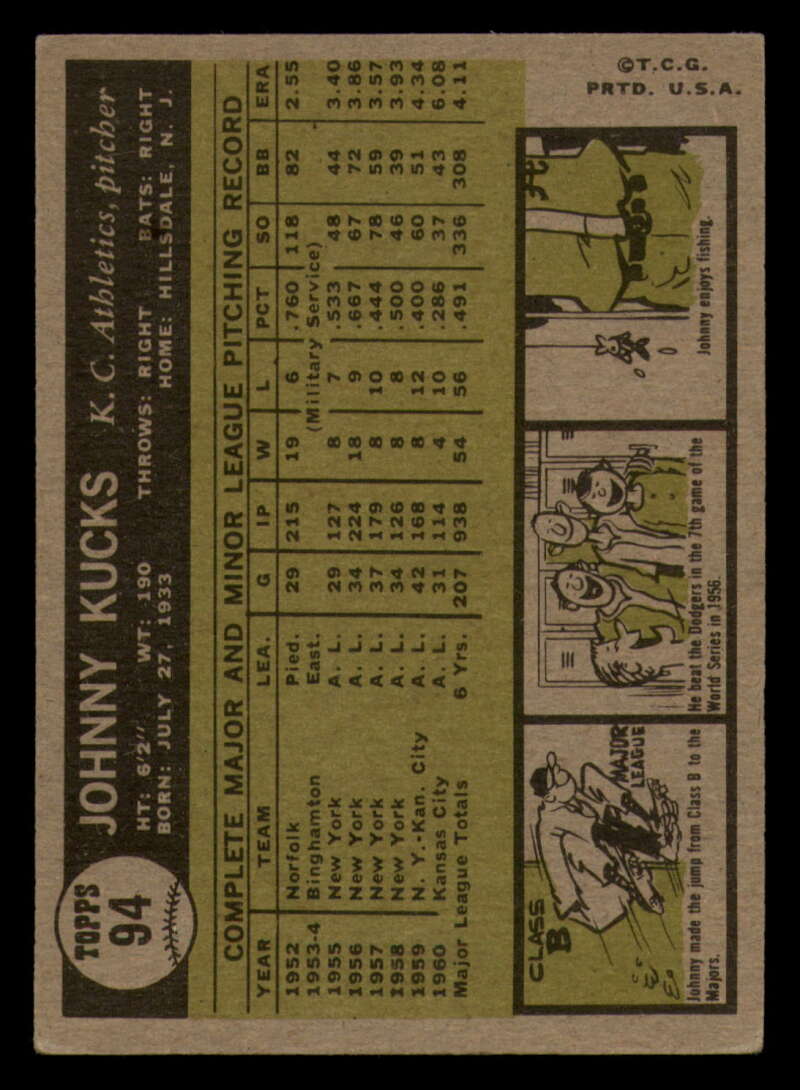 TOPPS
94
JOHNNY KUCKS K. C. Athletics, pitcher
HT: 6'2" WT: 190 THROWS: RIGHT BATS: RIGHT
BORN: JULY 27, 1933 HOME: HILLSDALE, N. J.
COMPLETE MAJOR AND MINOR LEAGUE PITCHING RECORD
YEAR TEAM LEA. G IP W L PCT SO BB ERA
1952 Norfolk Pied. 29 215 19 6 .760 118 82 2.55
1953-4 Binghamton East. (Military Service)
1955 New York A. L. 29 127 8 7 .533 48 44 3.40
1956 New York A. L. 34 224 18 9 .667 67 72 3.86
1957 New York A. L. 37 179 8 10 .444 78 59 3.57
1958 New York A. L. 34 126 8 8 .500 46 39 3.93
1959 N. Y.-Kan. City A. L. 42 168 8 12 .400 60 51 4.34
1960 Kansas City A. L. 31 114 4 10 .286 37 43 6.08
Major League Totals 6 Yrs. 207 938 54 56 .491 336 308 4.11
CLASS
B
MAJOR
LEAGUE
Johnny made the jump from Class B to the
Majors.
He beat the Dodgers in the 7th game of the
World Series in 1956.
Johnny enjoys fishing.
©T.C.G.
PRTD. U.S.A.